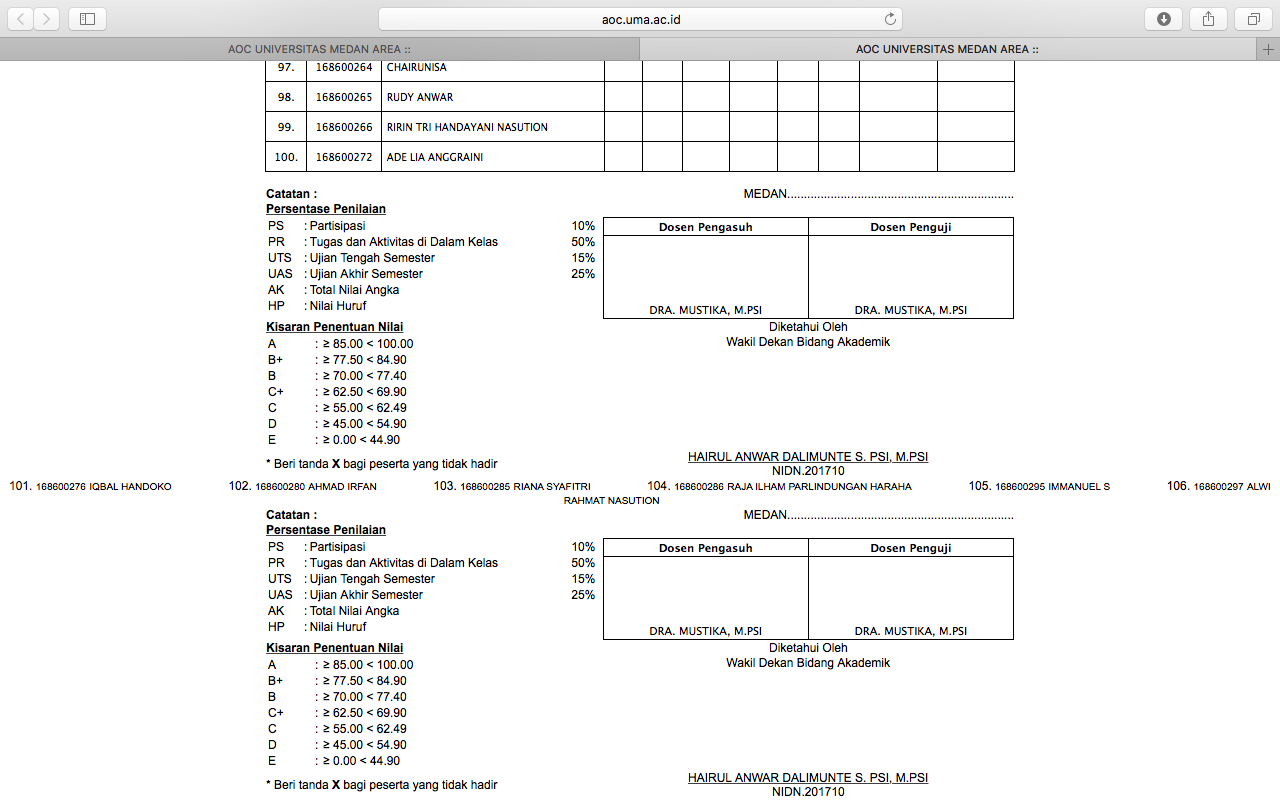 aoc.uma.ac.id
AOC UNIVERSITAS MEDAN AREA :: AOC UNIVERSITAS MEDAN AREA ::
97. 168600264 CHAIRUNISA
98. 168600265 RUDY ANWAR
99. 168600266 RIRIN TRI HANDAYANI NASUTION
100. 168600272 ADE LIA ANGGRAINI
Catatan : MEDAN....................................................................
Persentase Penilaian
PS : Partisipasi 10% Dosen Pengasuh Dosen Penguji
PR : Tugas dan Aktivitas di Dalam Kelas 50%
UTS : Ujian Tengah Semester 15%
UAS : Ujian Akhir Semester 25%
AK : Total Nilai Angka
HP : Nilai Huruf DRA. MUSTIKA, M.PSI DRA. MUSTIKA, M.PSI
Kisaran Penentuan Nilai Diketahui Oleh
A : ≥ 85.00 < 100.00 Wakil Dekan Bidang Akademik
B+ : ≥ 77.50 < 84.90
B : ≥ 70.00 < 77.40
C+ : ≥ 62.50 < 69.90
C : ≥ 55.00 < 62.49
D : ≥ 45.00 < 54.90
E : ≥ 0.00 < 44.90
* Beri tanda X bagi peserta yang tidak hadir HAIRUL ANWAR DALIMUNTE S. PSI, M.PSI
NIDN.201710
101. 168600276 IQBAL HANDOKO 102. 168600280 AHMAD IRFAN 103. 168600285 RIANA SYAFITRI 104. 168600286 RAJA ILHAM PARLINDUNGAN HARAHA 105. 168600295 IMMANUEL S 106. 168600297 ALWI
RAHMAT NASUTION
Catatan : MEDAN....................................................................
Persentase Penilaian
PS : Partisipasi 10% Dosen Pengasuh Dosen Penguji
PR : Tugas dan Aktivitas di Dalam Kelas 50%
UTS : Ujian Tengah Semester 15%
UAS : Ujian Akhir Semester 25%
AK : Total Nilai Angka
HP : Nilai Huruf DRA. MUSTIKA, M.PSI DRA. MUSTIKA, M.PSI
Kisaran Penentuan Nilai Diketahui Oleh
A : ≥ 85.00 < 100.00 Wakil Dekan Bidang Akademik
B+ : ≥ 77.50 < 84.90
B : ≥ 70.00 < 77.40
C+ : ≥ 62.50 < 69.90
C : ≥ 55.00 < 62.49
D : ≥ 45.00 < 54.90
E : ≥ 0.00 < 44.90
* Beri tanda X bagi peserta yang tidak hadir HAIRUL ANWAR DALIMUNTE S. PSI, M.PSI
NIDN.201710